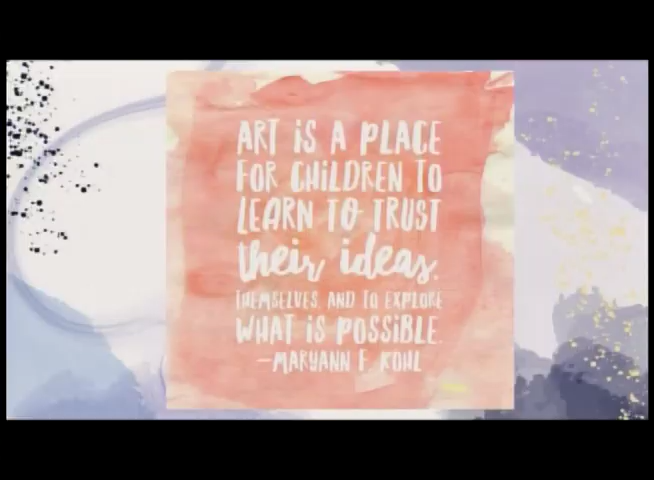 ART iS A PLACE
FOR CHiLDREN TO
LEARN TO TRUST
their ideas,
THEMSELVES, AND TO EXPLORE
WHAT iS POSSiBLE.
—MARYANN F. KOHL